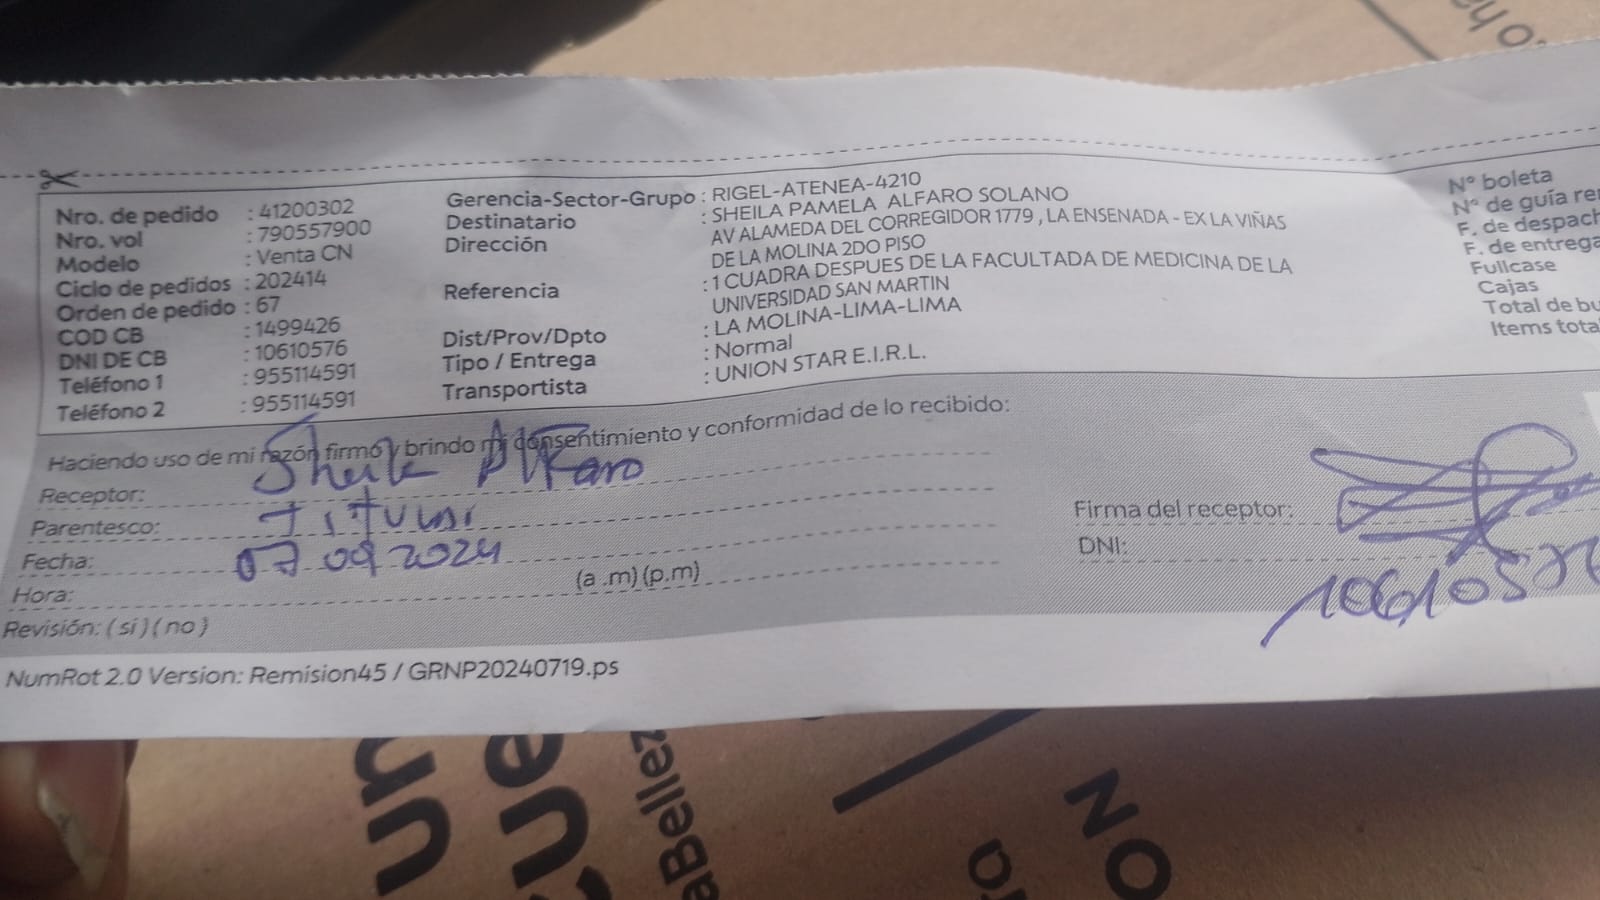 Nro. de pedido : 41200302
Nro. vol : 790557900
Modelo : Venta CN
Ciclo de pedidos : 202414
Orden de pedido : 67
COD CB : 1499426
DNI DE CB : 10610576
Teléfono 1 : 955114591
Teléfono 2 : 955114591
Gerencia-Sector-Grupo : RIGEL-ATENEA-4210
Destinatario : SHEILA PAMELA ALFARO SOLANO
Dirección AV ALAMEDA DEL CORREGIDOR 1779 , LA ENSENADA - EX LA VIÑAS
DE LA MOLINA 2DO PISO
Referencia : 1 CUADRA DESPUES DE LA FACULTADA DE MEDICINA DE LA
UNIVERSIDAD SAN MARTIN
Dist/Prov/Dpto : LA MOLINA-LIMA-LIMA
Tipo / Entrega : Normal
Transportista : UNION STAR E.I.R.L.
N° boleta
N° de guía re
F. de despach
F. de entrega
Fullcase
Cajas
Total de bu
Items tota
Haciendo uso de mi razón firmo y brindo mi consentimiento y conformidad de lo recibido:
Receptor: Sheila Alfaro
Parentesco: Titular
Fecha: 07 09 2024
Hora: (a .m) (p.m)
Revisión: ( si ) ( no )
Firma del receptor:
DNI: 10610576
NumRot 2.0 Version: Remision45 / GRNP20240719.ps
un
que
aBellez
ON